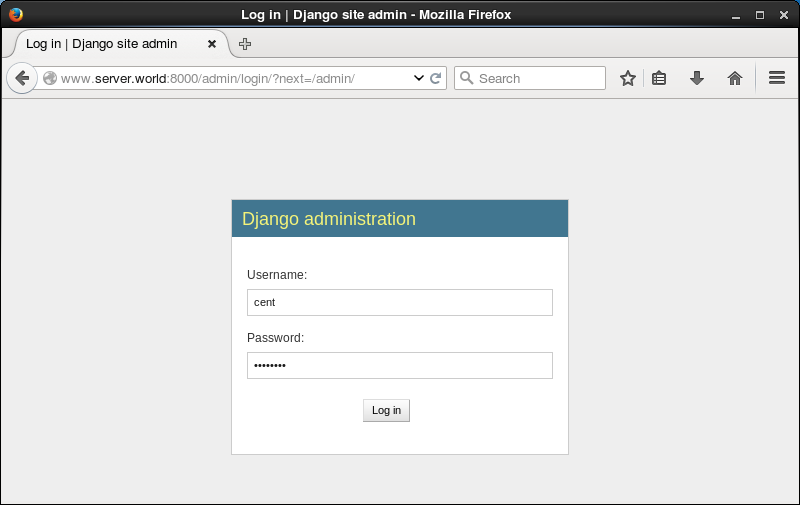 Log in | Django site admin - Mozilla Firefox
Log in | Django site admin
www.server.world:8000/admin/login/?next=/admin/
Search
Django administration
Username:
cent
Password:
••••••••
Log in